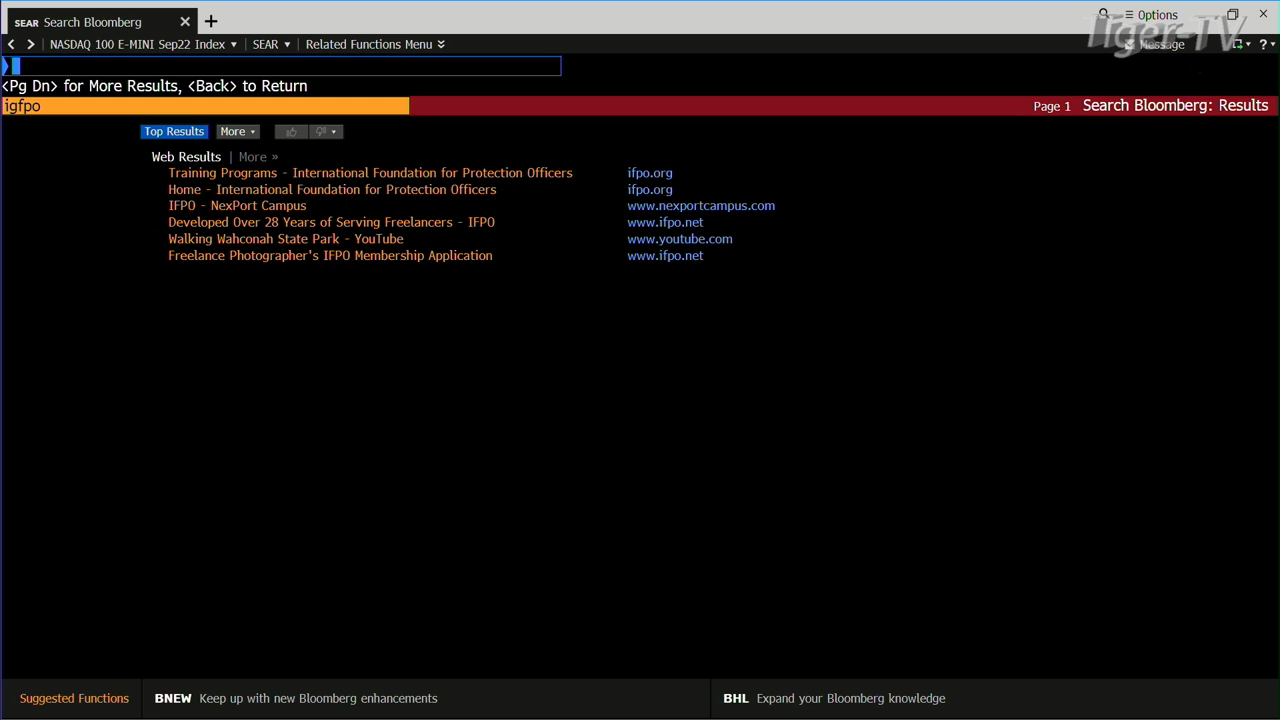 SEAR Search Bloomberg
Options
NASDAQ 100 E-MINI Sep22 Index SEAR Related Functions Menu
Message
Tiger-TV
<Pg Dn> for More Results, <Back> to Return
igfpo
Page 1 Search Bloomberg: Results
Top Results More
Web Results | More »
Training Programs - International Foundation for Protection Officers ifpo.org
Home - International Foundation for Protection Officers ifpo.org
IFPO - NexPort Campus www.nexportcampus.com
Developed Over 28 Years of Serving Freelancers - IFPO www.ifpo.net
Walking Wahconah State Park - YouTube www.youtube.com
Freelance Photographer's IFPO Membership Application www.ifpo.net
Suggested Functions BNEW Keep up with new Bloomberg enhancements BHL Expand your Bloomberg knowledge